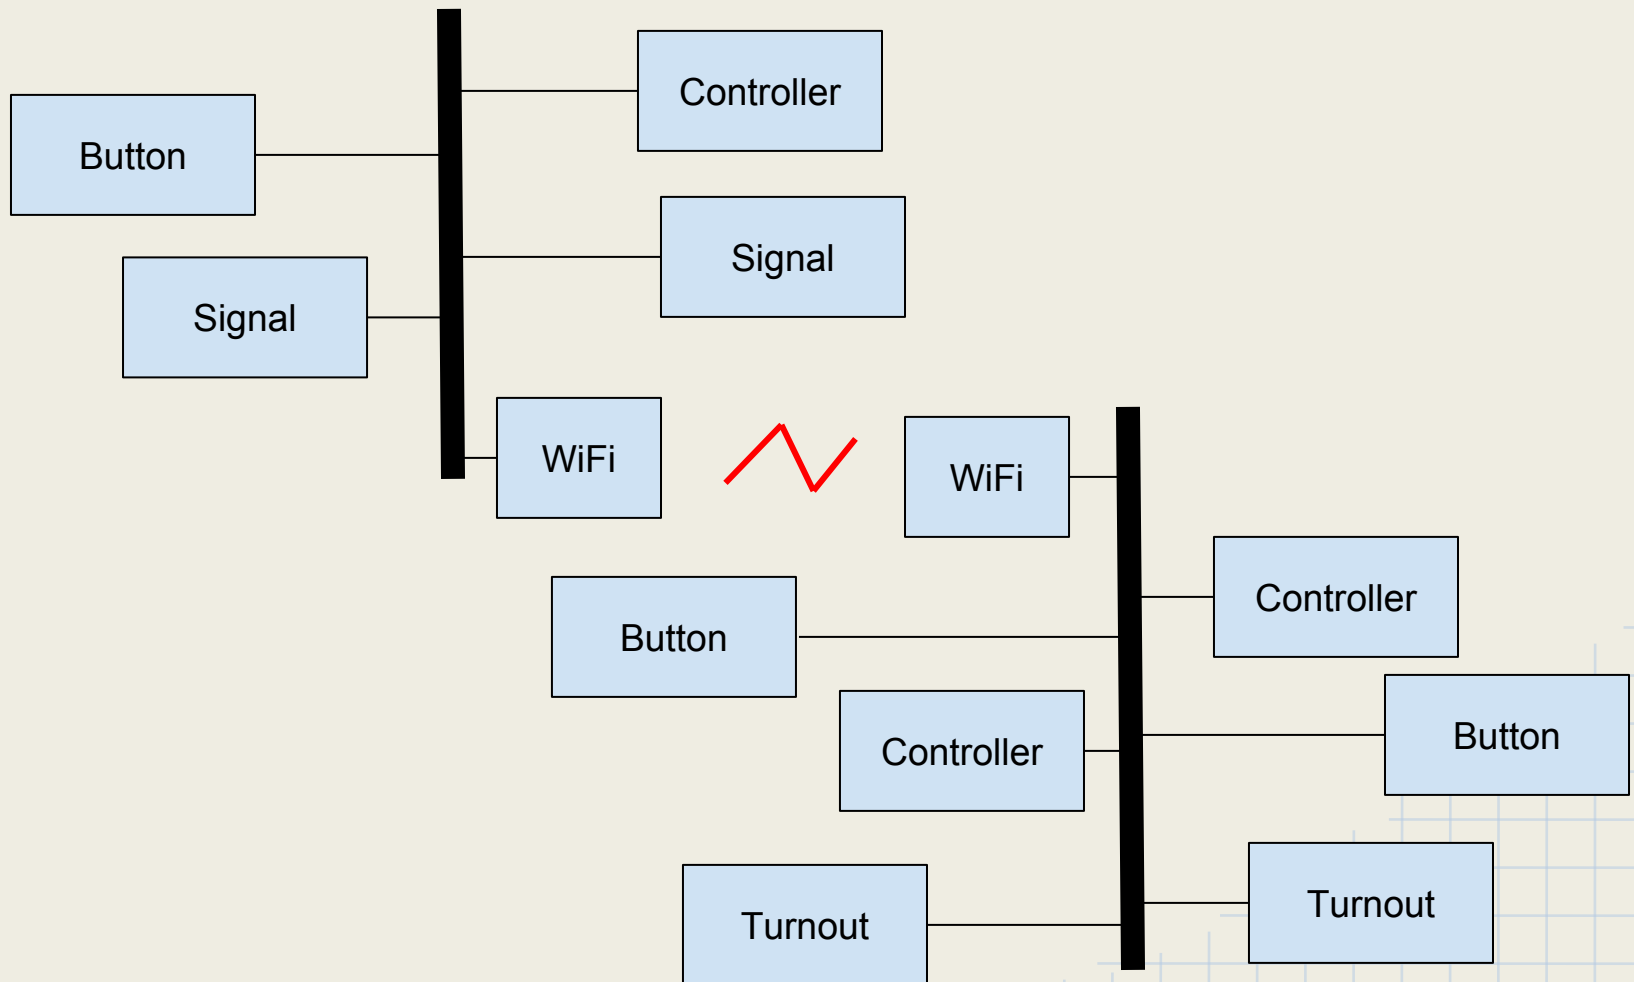 Controller
Button
Signal
Signal
WiFi
WiFi
Controller
Button
Button
Controller
Turnout
Turnout